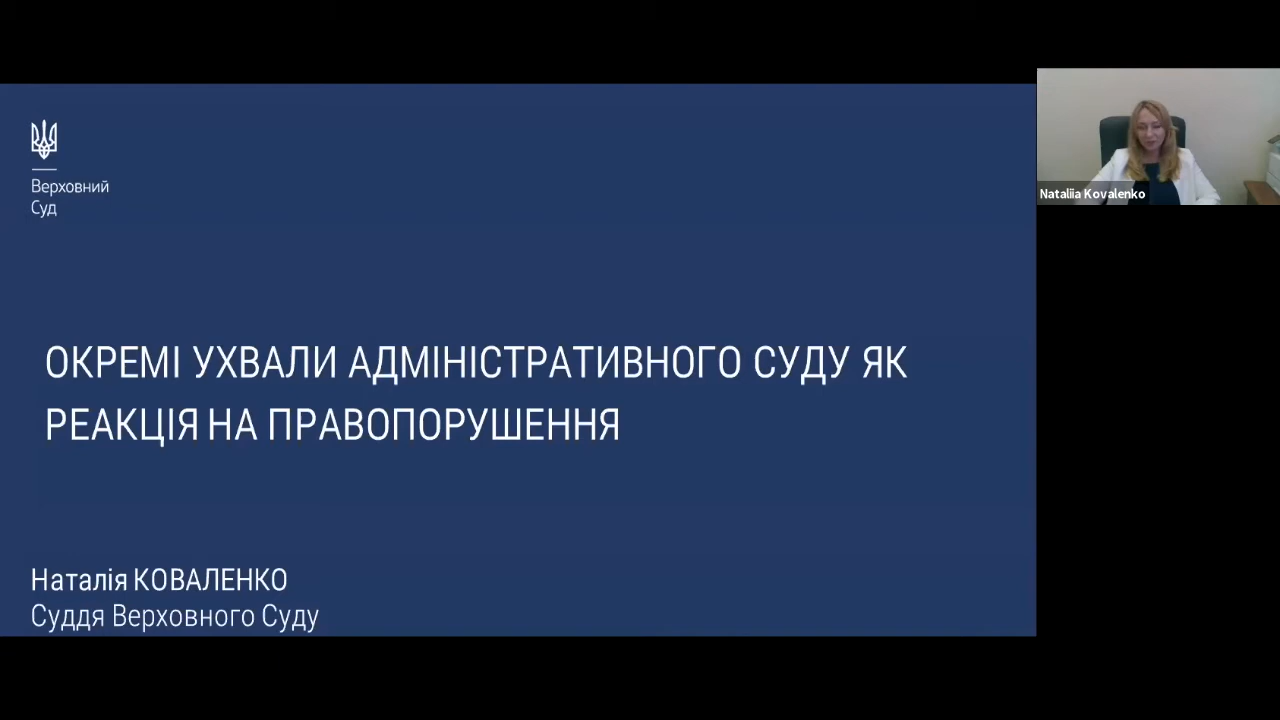 Верховний
Суд
ОКРЕМІ УХВАЛИ АДМІНІСТРАТИВНОГО СУДУ ЯК
РЕАКЦІЯ НА ПРАВОПОРУШЕННЯ
Наталія КОВАЛЕНКО
Суддя Верховного Суду
Nataliia Kovalenko